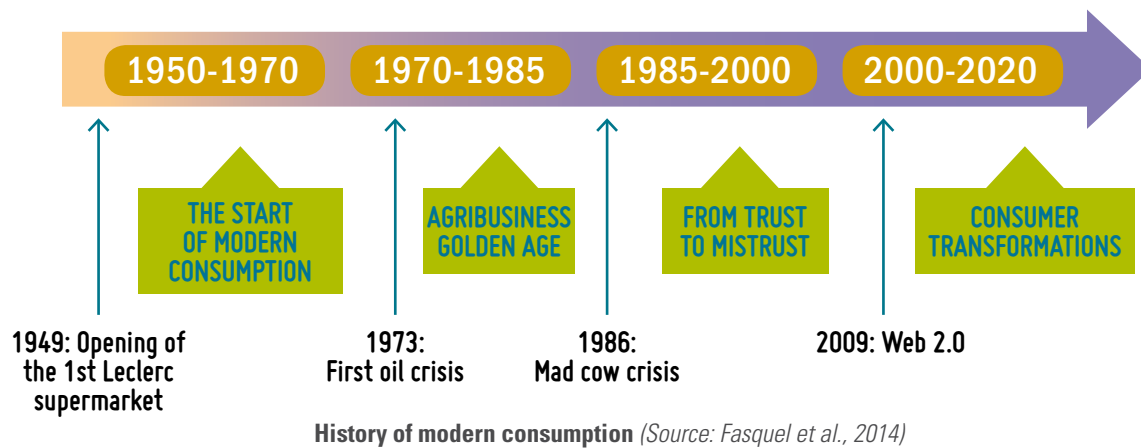 1950-1970
1970-1985
1985-2000
2000-2020
THE START
OF MODERN
CONSUMPTION
AGRIBUSINESS
GOLDEN AGE
FROM TRUST
TO MISTRUST
CONSUMER
TRANSFORMATIONS
1949: Opening of
the 1st Leclerc
supermarket
1973:
First oil crisis
1986:
Mad cow crisis
2009: Web 2.0
History of modern consumption (Source: Fasquel et al., 2014)